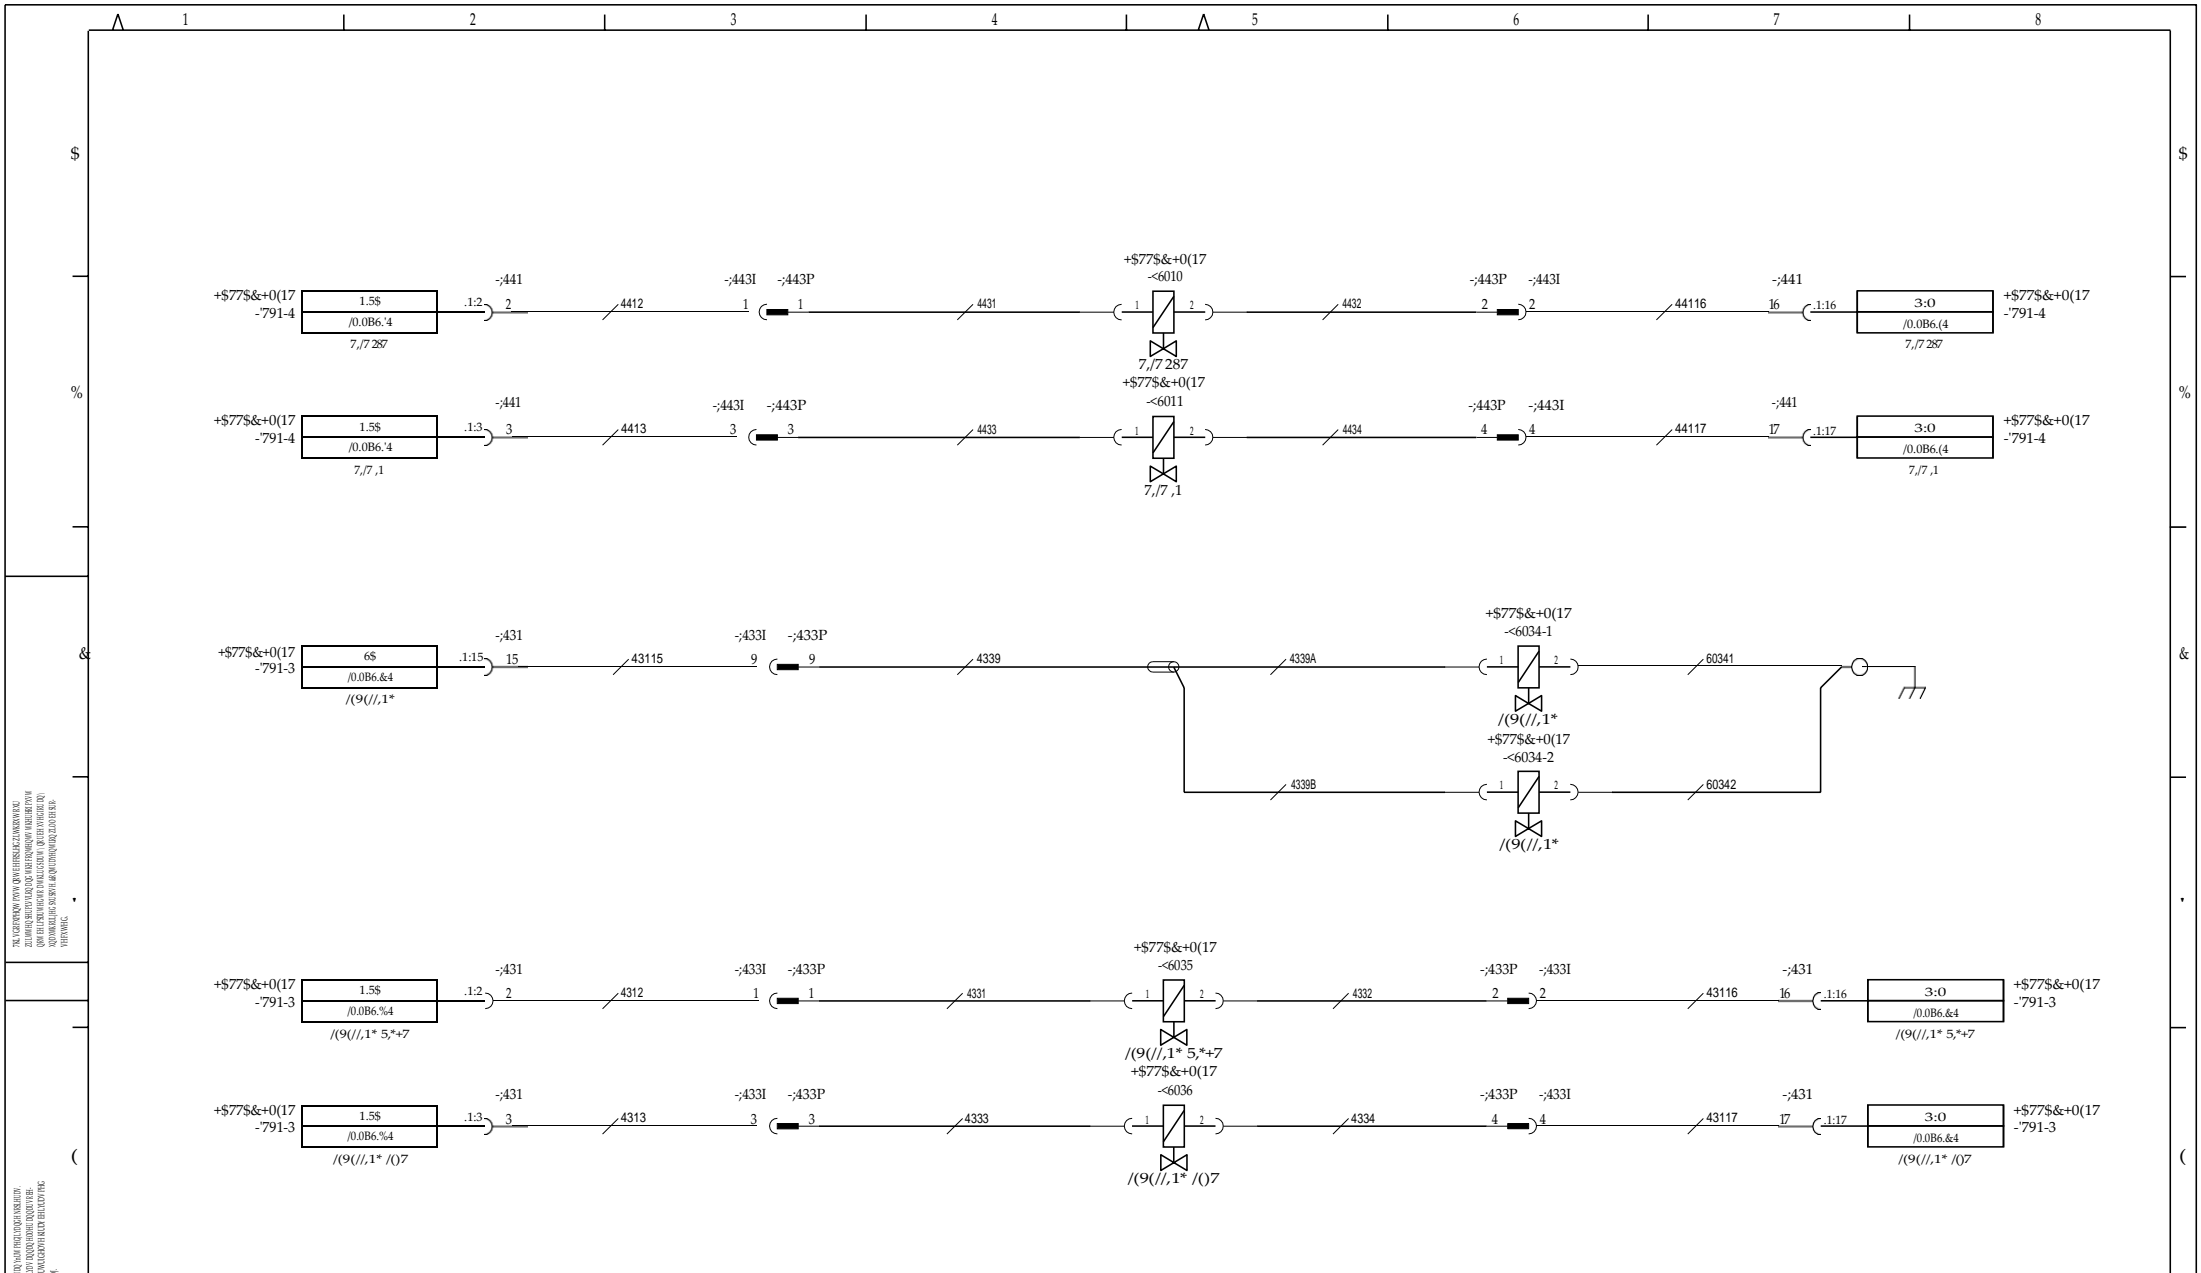 1 2 3 4 5 6 7 8
$ $
+$77$&+0(17
-<6010
-;441 -;443I -;443P -;443P -;443I -;441
+$77$&+0(17 1.5$ .1:2 2 4412 1 1 4431 1 2 4432 2 2 44116 16 .1:16 3:0 +$77$&+0(17
-'791-4 /0.0B6.'4 /0.0B6.(4 -'791-4
7,/7 287 7,/7 287 7,/7 287
+$77$&+0(17
% %
-<6011
-;441 -;443I -;443P -;443P -;443I -;441
+$77$&+0(17 1.5$ .1:3 3 4413 3 3 4433 1 2 4434 4 4 44117 17 .1:17 3:0 +$77$&+0(17
-'791-4 /0.0B6.'4 /0.0B6.(4 -'791-4
7,/7 ,1 7,/7 ,1 7,/7 ,1
+$77$&+0(17
-<6034-1
-;431 -;433I -;433P
& &
+$77$&+0(17 6$ .1:15 15 43115 9 9 4339 4339A 1 2 60341
-'791-3 /0.0B6.&4
/(9(//,1* /(9(//,1*
+$77$&+0(17
-<6034-2
4339B 1 2 60342
/(9(//,1*
' '
+$77$&+0(17
-<6035
-;431 -;433I -;433P -;433P -;433I -;431
+$77$&+0(17 1.5$ .1:2 2 4312 1 1 4331 1 2 4332 2 2 43116 16 .1:16 3:0 +$77$&+0(17
-'791-3 /0.0B6.%4 /0.0B6.&4 -'791-3
/(9(//,1* 5,*+7 /(9(//,1* 5,*+7 /(9(//,1* 5,*+7
+$77$&+0(17
-<6036
-;431 -;433I -;433P -;433P -;433I -;431
+$77$&+0(17 1.5$ .1:3 3 4313 3 3 4333 1 2 4334 4 4 43117 17 .1:17 3:0 +$77$&+0(17
-'791-3 /0.0B6.%4 /0.0B6.&4 -'791-3
/(9(//,1* /()7 /(9(//,1* /()7 /(9(//,1* /()7
( (